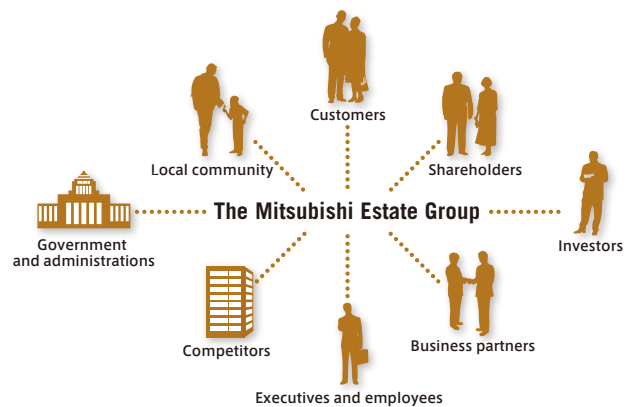 Customers
Local community
Shareholders
The Mitsubishi Estate Group
Government
and administrations
Investors
Competitors
Business partners
Executives and employees